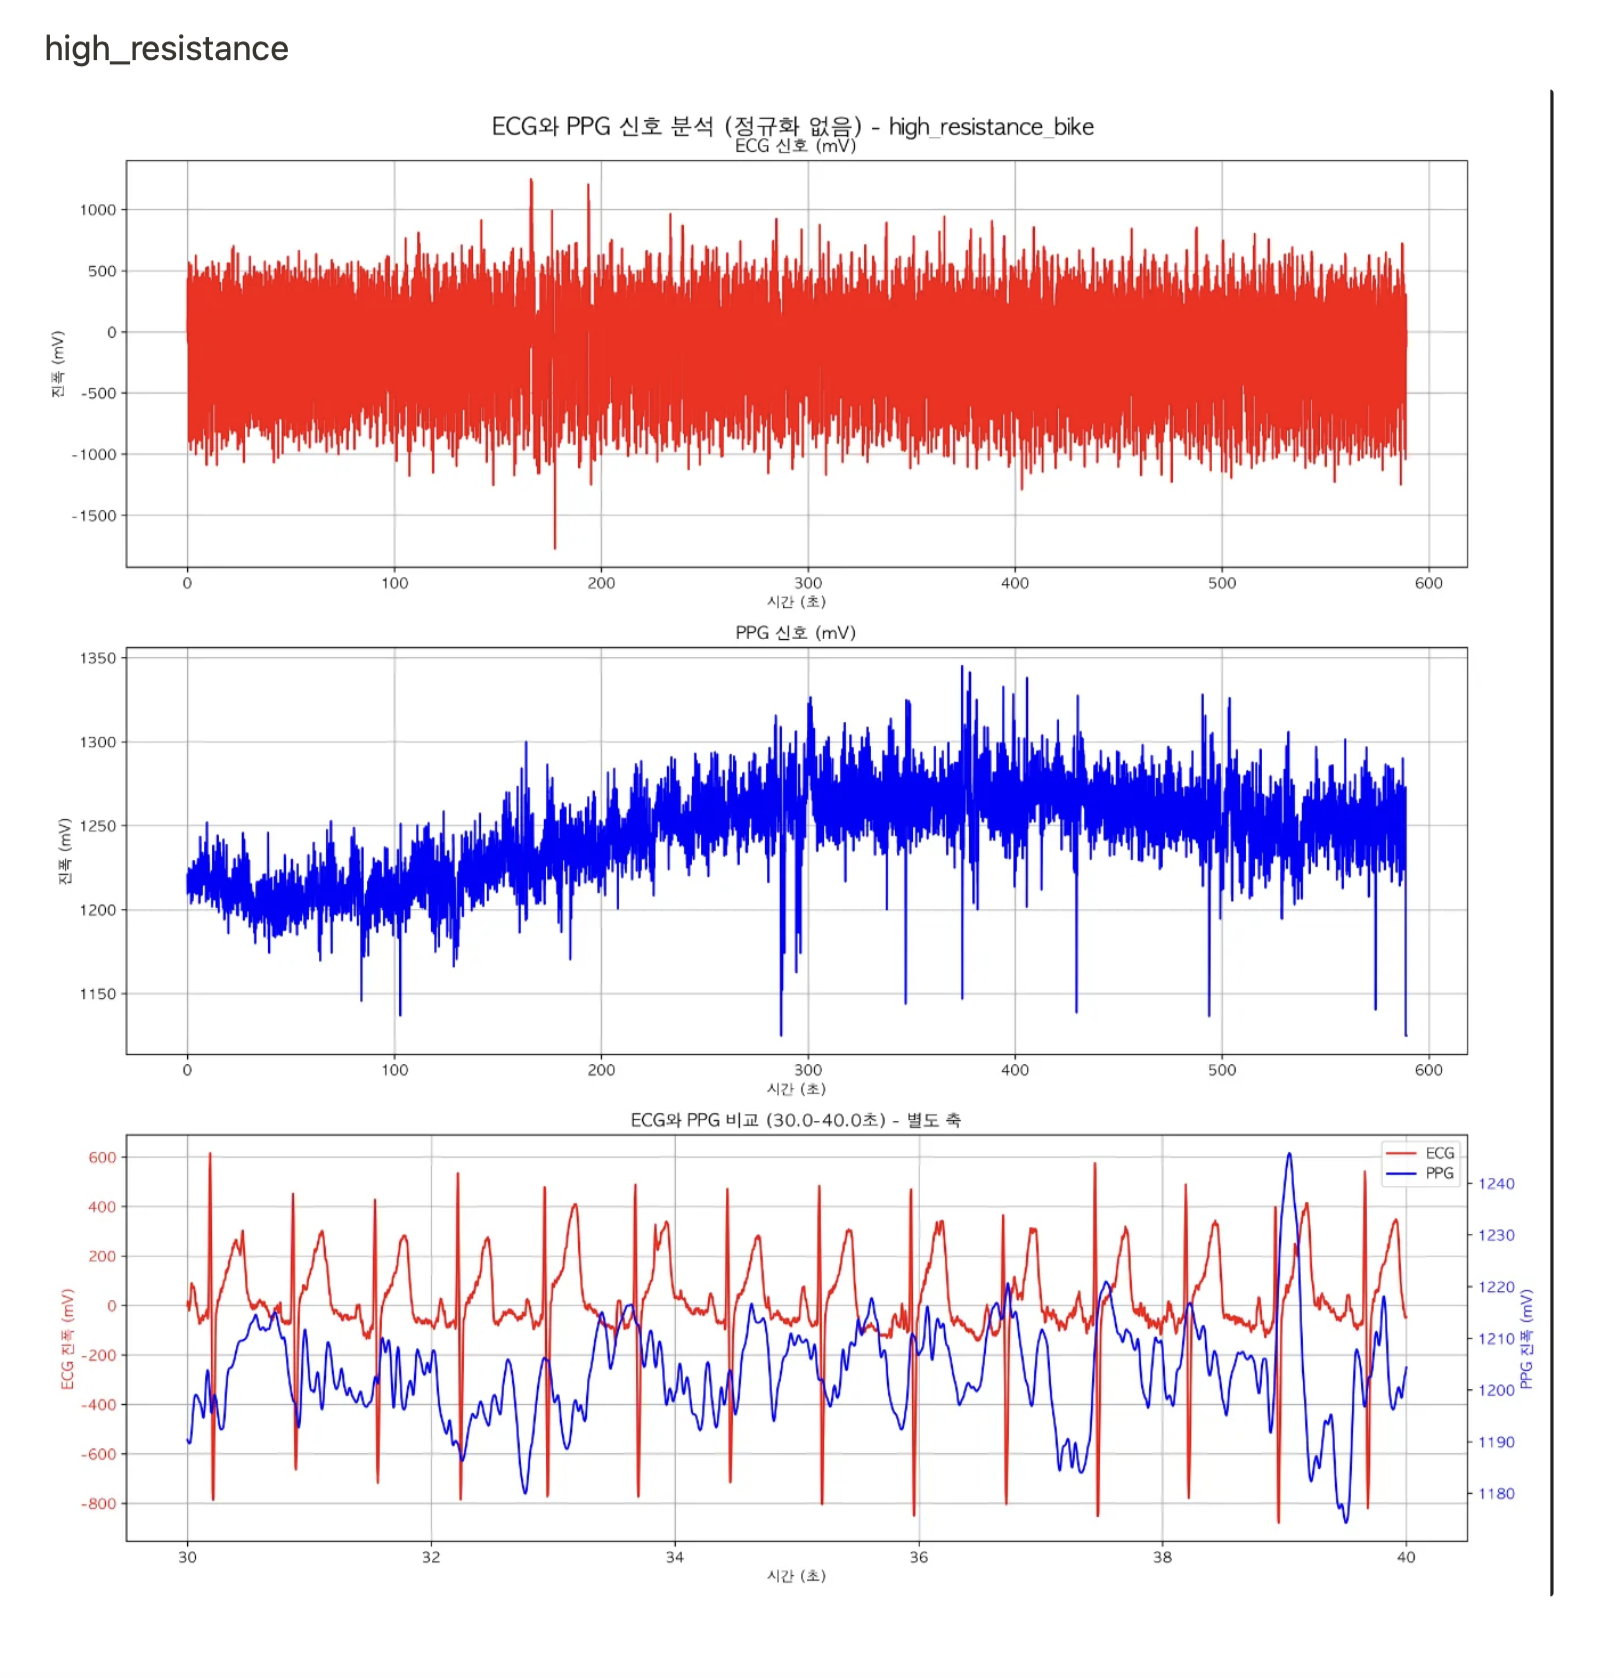 high_resistance
ECG와 PPG 신호 분석 (정규화 없음) - high_resistance_bike
ECG 신호 (mV)
1000
500
0
-500
-1000
-1500
진폭 (mV)
0 100 200 300 400 500 600
시간 (초)
PPG 신호 (mV)
1350
1300
1250
1200
1150
진폭 (mV)
0 100 200 300 400 500 600
시간 (초)
ECG와 PPG 비교 (30.0-40.0초) - 별도 축
600
400
200
0
-200
-400
-600
-800
ECG 진폭 (mV)
ECG
PPG
1240
1230
1220
1210
1200
1190
1180
PPG 진폭 (mV)
30 32 34 36 38 40
시간 (초)